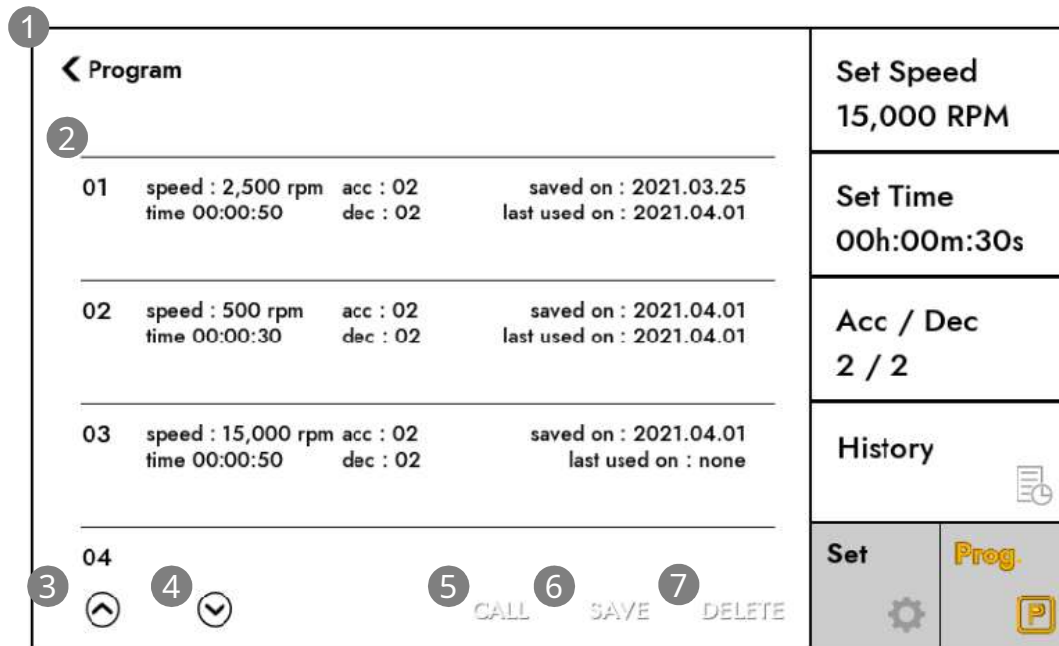 1
Program
2
01 speed : 2,500 rpm acc : 02 saved on : 2021.03.25
time 00:00:50 dec : 02 last used on : 2021.04.01
02 speed : 500 rpm acc : 02 saved on : 2021.04.01
time 00:00:30 dec : 02 last used on : 2021.04.01
03 speed : 15,000 rpm acc : 02 saved on : 2021.04.01
time 00:00:50 dec : 02 last used on : none
04
3 4 5 CALL 6 SAVE 7 DELETE
Set Speed
15,000 RPM
Set Time
00h:00m:30s
Acc / Dec
2 / 2
History
Set Prog.
P